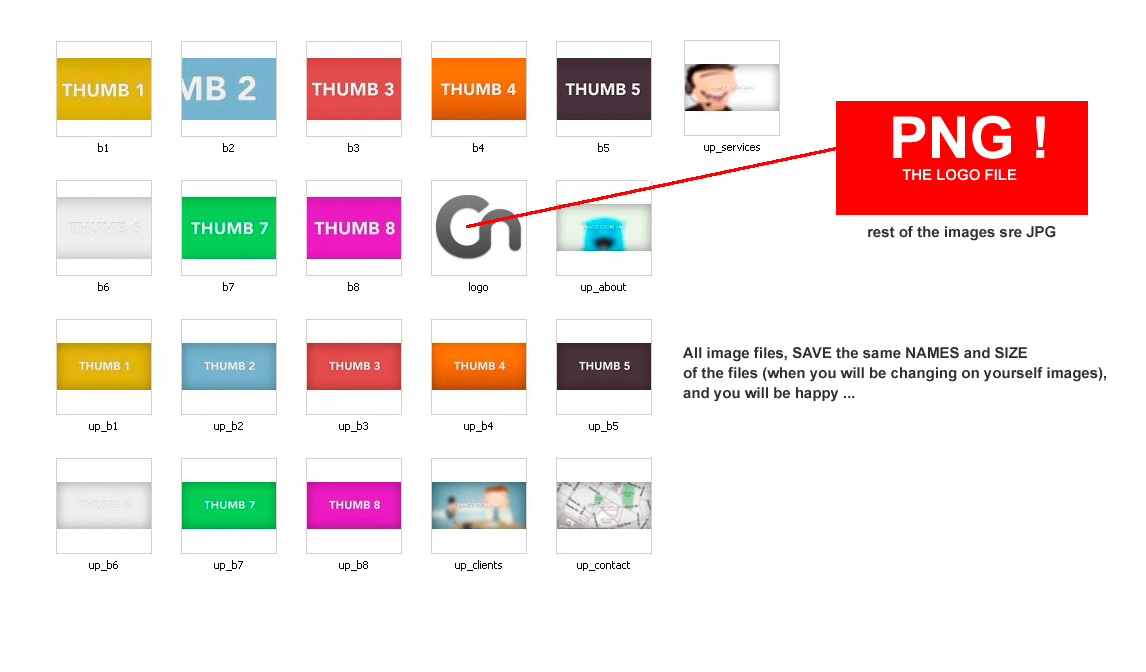 THUMB 1
MB 2
THUMB 3
THUMB 4
THUMB 5
b1
b2
b3
b4
b5
up_services
PNG !
THE LOGO FILE
rest of the images sre JPG
THUMB 6
THUMB 7
THUMB 8
Gn
b6
b7
b8
logo
up_about
THUMB 1
THUMB 2
THUMB 3
THUMB 4
THUMB 5
All image files, SAVE the same NAMES and SIZE
of the files (when you will be changing on yourself images),
and you will be happy ...
up_b1
up_b2
up_b3
up_b4
up_b5
THUMB 6
THUMB 7
THUMB 8
up_b6
up_b7
up_b8
up_clients
up_contact